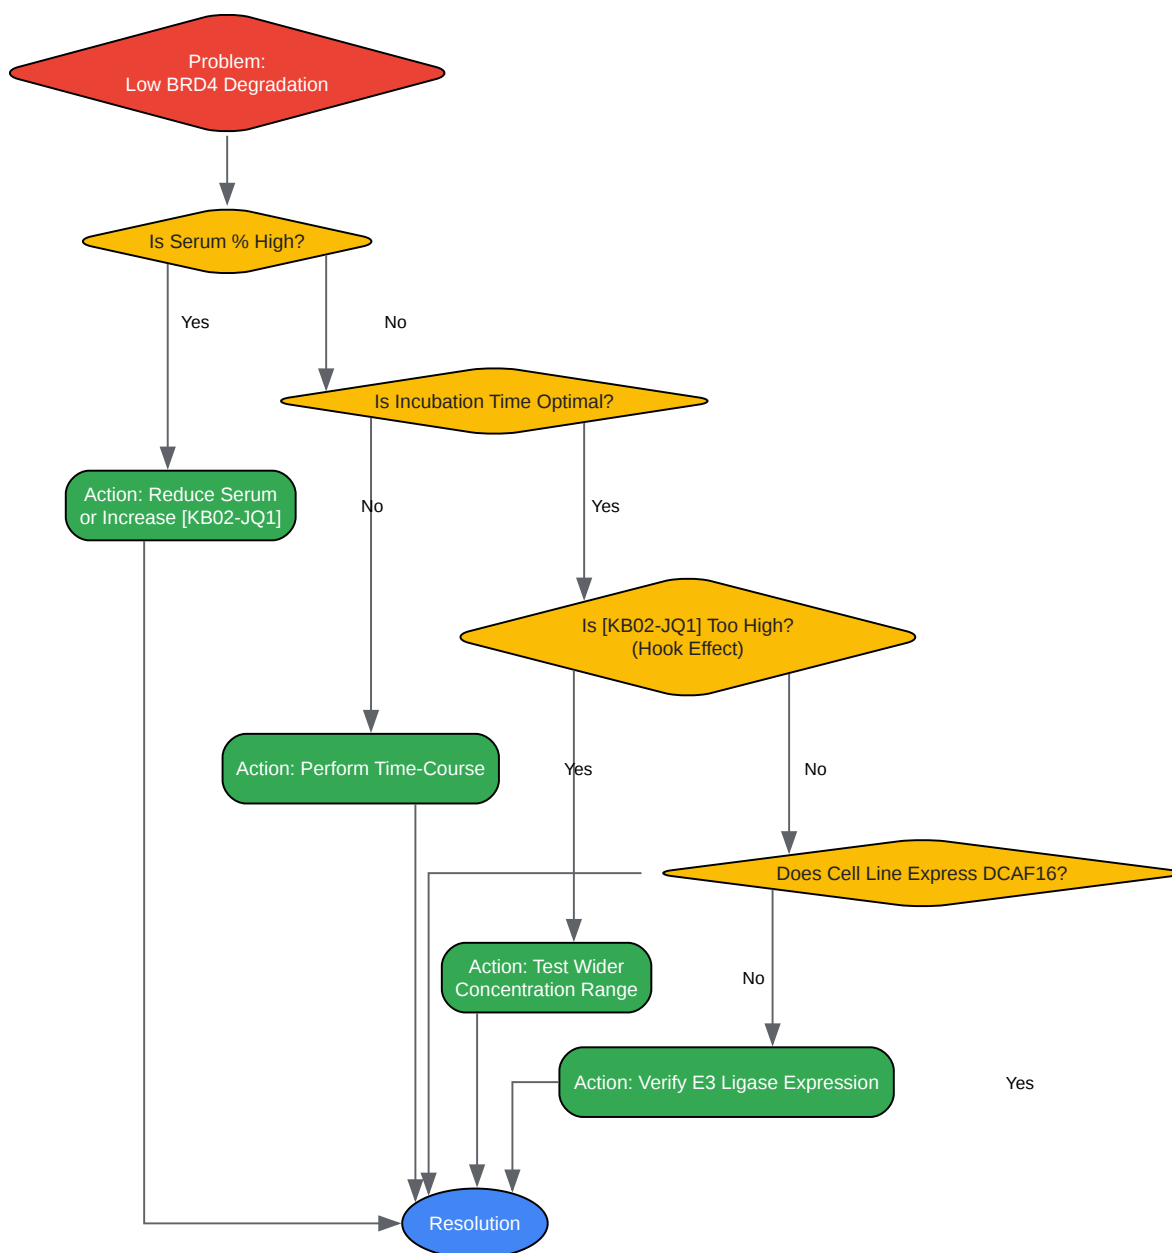 Problem:
Low BRD4 Degradation
Is Serum % High?
Yes
No
Is Incubation Time Optimal?
Action: Reduce Serum
or Increase [KB02-JQ1]
No
Yes
Is [KB02-JQ1] Too High?
(Hook Effect)
Action: Perform Time-Course
Yes
No
Does Cell Line Express DCAF16?
Action: Test Wider
Concentration Range
No
Action: Verify E3 Ligase Expression
Yes
Resolution